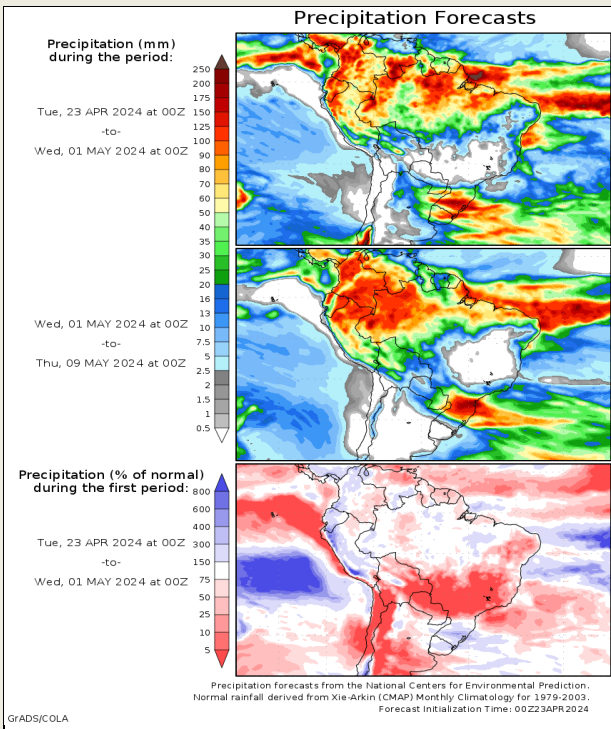 Precipitation Forecasts
Precipitation (mm)
during the period:
Tue, 23 APR 2024 at 00Z
-to-
Wed, 01 MAY 2024 at 00Z
250
200
175
150
125
100
90
80
70
60
50
40
35
30
25
20
16
13
10
7.5
5
2.5
2
1.5
1
0.5
Wed, 01 MAY 2024 at 00Z
-to-
Thu, 09 MAY 2024 at 00Z
Precipitation (% of normal)
during the first period:
Tue, 23 APR 2024 at 00Z
-to-
Wed, 01 MAY 2024 at 00Z
800
600
400
300
150
75
50
25
10
5
Precipitation forecasts from the National Centers for Environmental Prediction.
Normal rainfall derived from Xie-Arkin (CMAP) Monthly Climatology for 1979-2003.
Forecast Initialization Time: 00Z23APR2024
GrADS/COLA